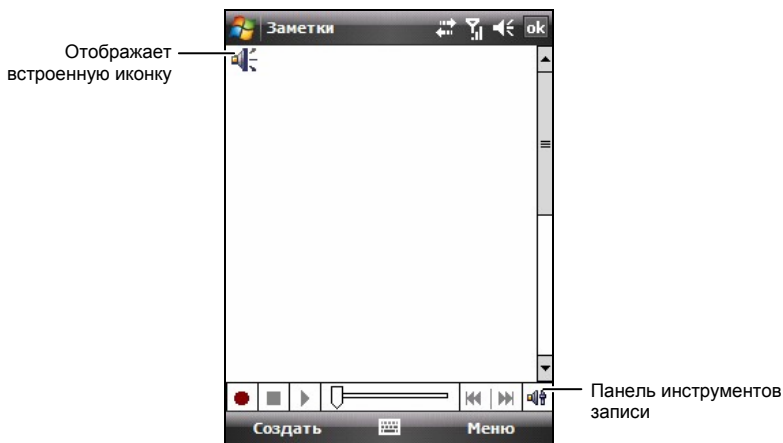 Заметки
ok
Отображает
встроенную иконку
Панель инструментов
записи
Создать
Меню